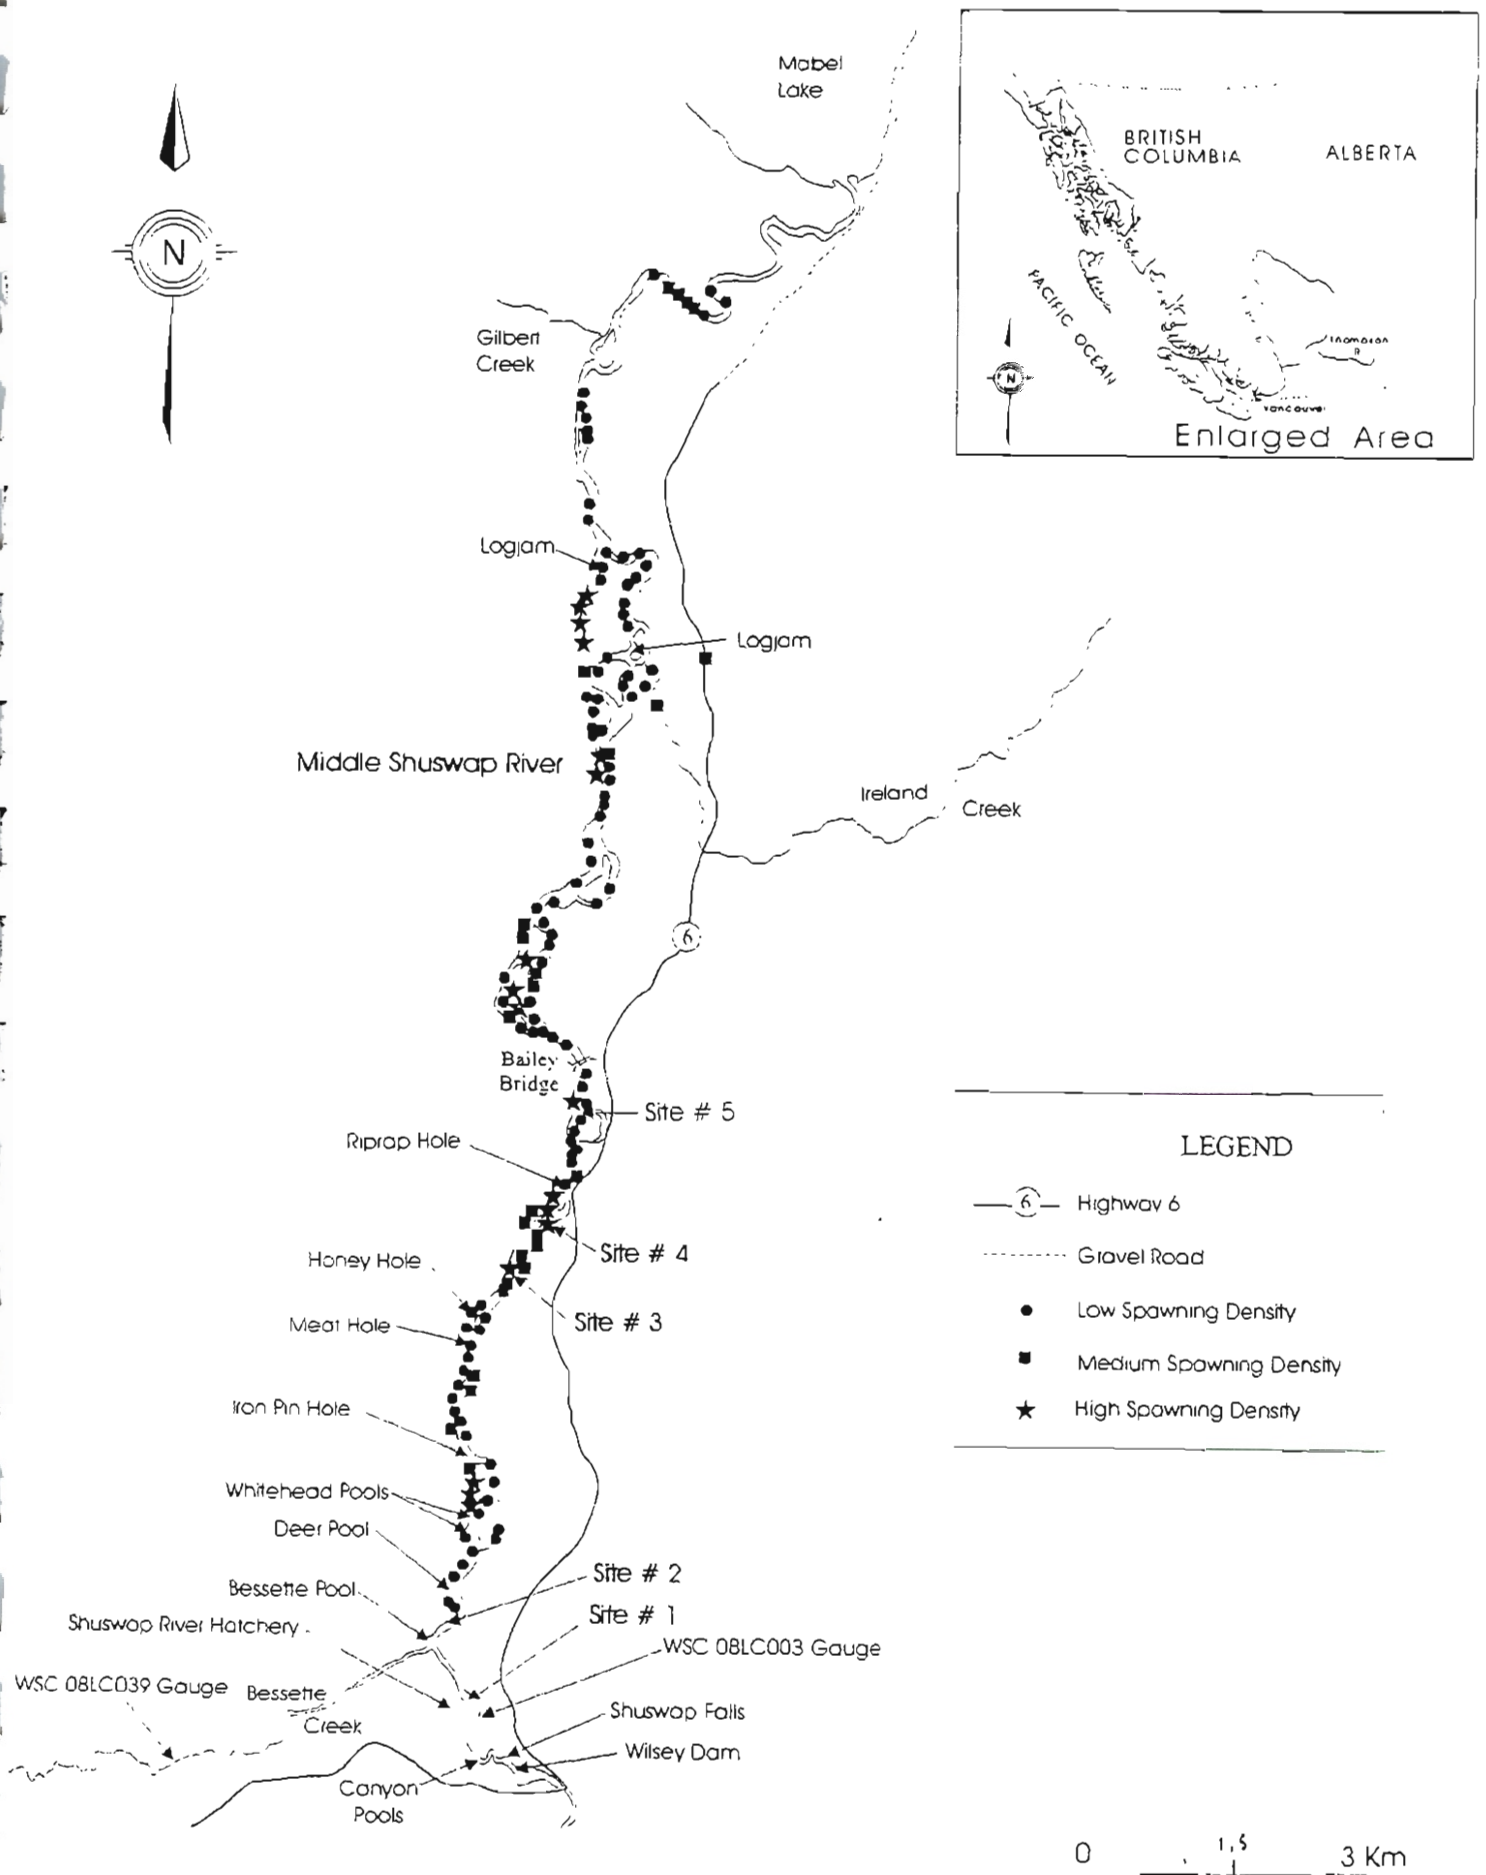 Mabel
Lake
BRITISH
COLUMBIA
ALBERTA
N
PACIFIC OCEAN
N
Thompson
R
Vancouver
Enlarged Area
Gilbert
Creek
Logjam
Logjam
Middle Shuswap River
Ireland
Creek
6
Bailey
Bridge
Site # 5
Riprap Hole
Site # 4
Honey Hole
Site # 3
Meat Hole
Iron Pin Hole
Whitehead Pools
Deer Pool
Site # 2
Bessette Pool
Site # 1
Shuswap River Hatchery
WSC 08LC003 Gauge
WSC 08LC039 Gauge
Bessette
Creek
Shuswap Falls
Wilsey Dam
Canyon
Pools
LEGEND
6 Highway 6
Gravel Road
Low Spawning Density
Medium Spawning Density
High Spawning Density
0 1,5 3 Km